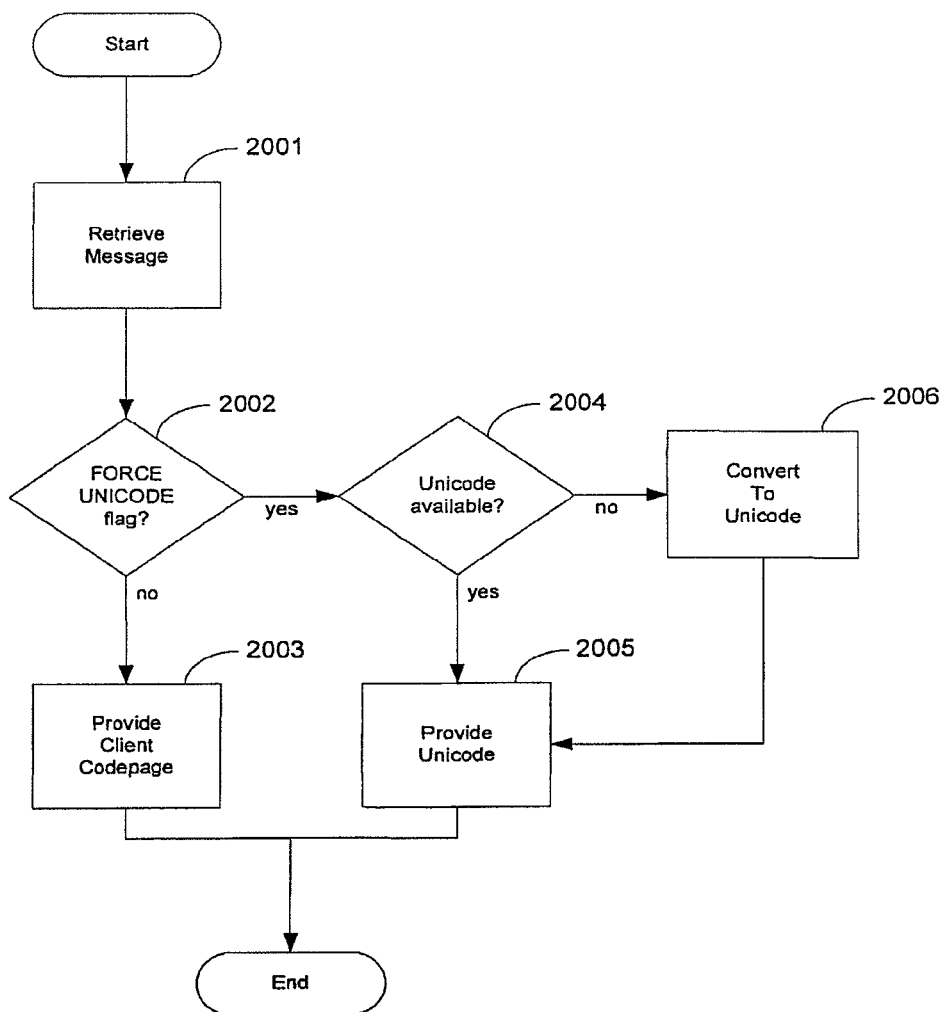 Start
2001
Retrieve
Message
2002
FORCE
UNICODE
flag?
yes
no
2004
Unicode
available?
no
yes
2006
Convert
To
Unicode
2003
Provide
Client
Codepage
2005
Provide
Unicode
End